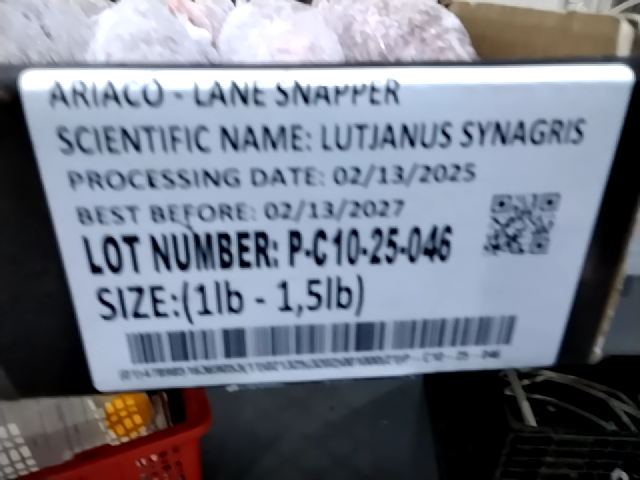 ARIACO - LANE SNAPPER
SCIENTIFIC NAME: LUTJANUS SYNAGRIS
PROCESSING DATE: 02/13/2025
BEST BEFORE: 02/13/2027
LOT NUMBER: P-C10-25-046
SIZE:(1lb - 1,5lb)